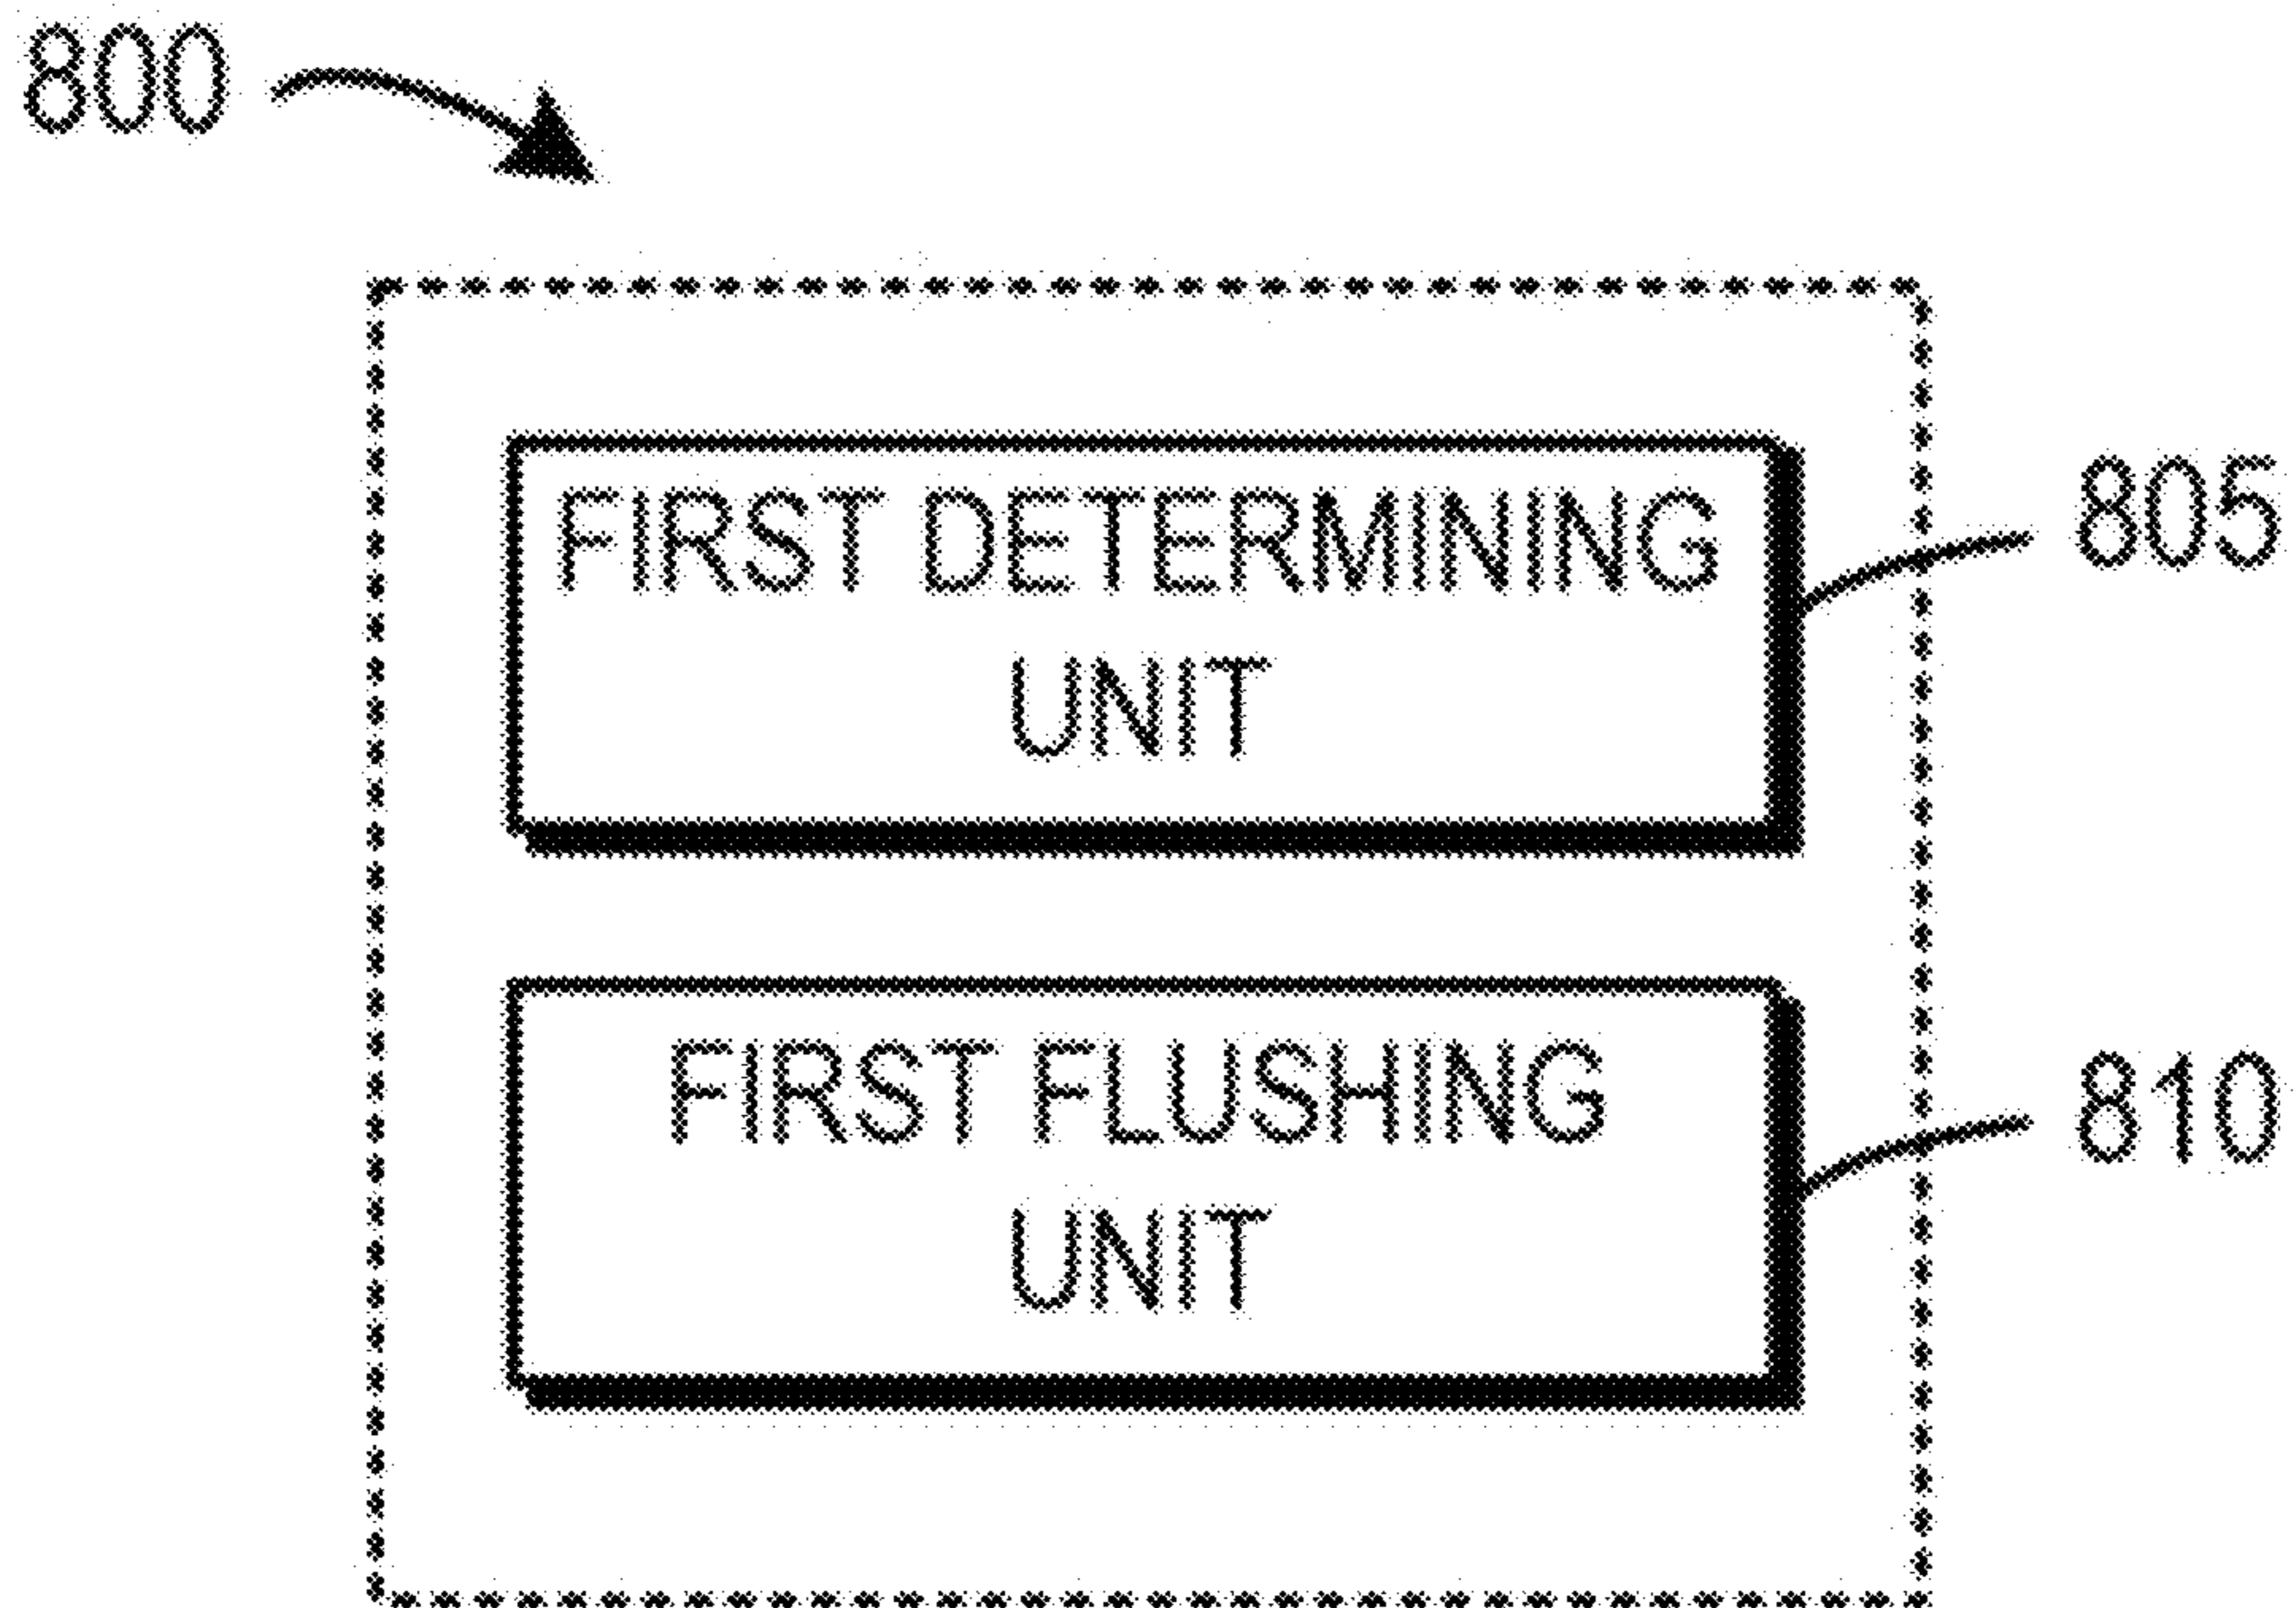 800
FIRST DETERMINING
UNIT
805
FIRST FLUSHING
UNIT
810